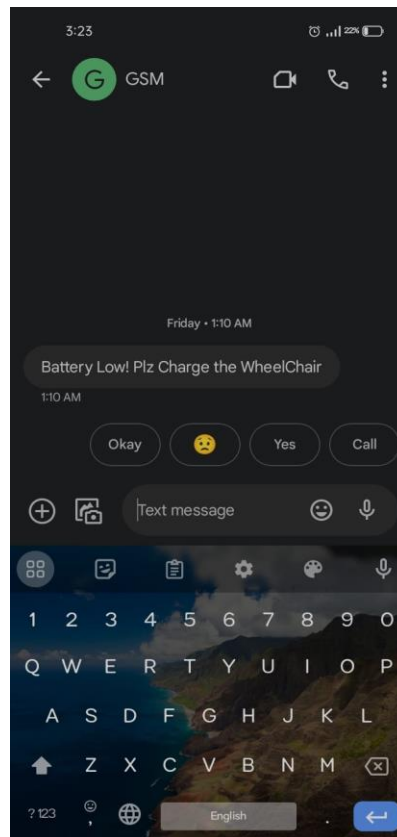 3:23
22%
G GSM
Friday • 1:10 AM
Battery Low! Plz Charge the WheelChair
1:10 AM
Okay Yes Call
Text message
1 2 3 4 5 6 7 8 9 0
Q W E R T Y U I O P
A S D F G H J K L
Z X C V B N M
?123 , English .